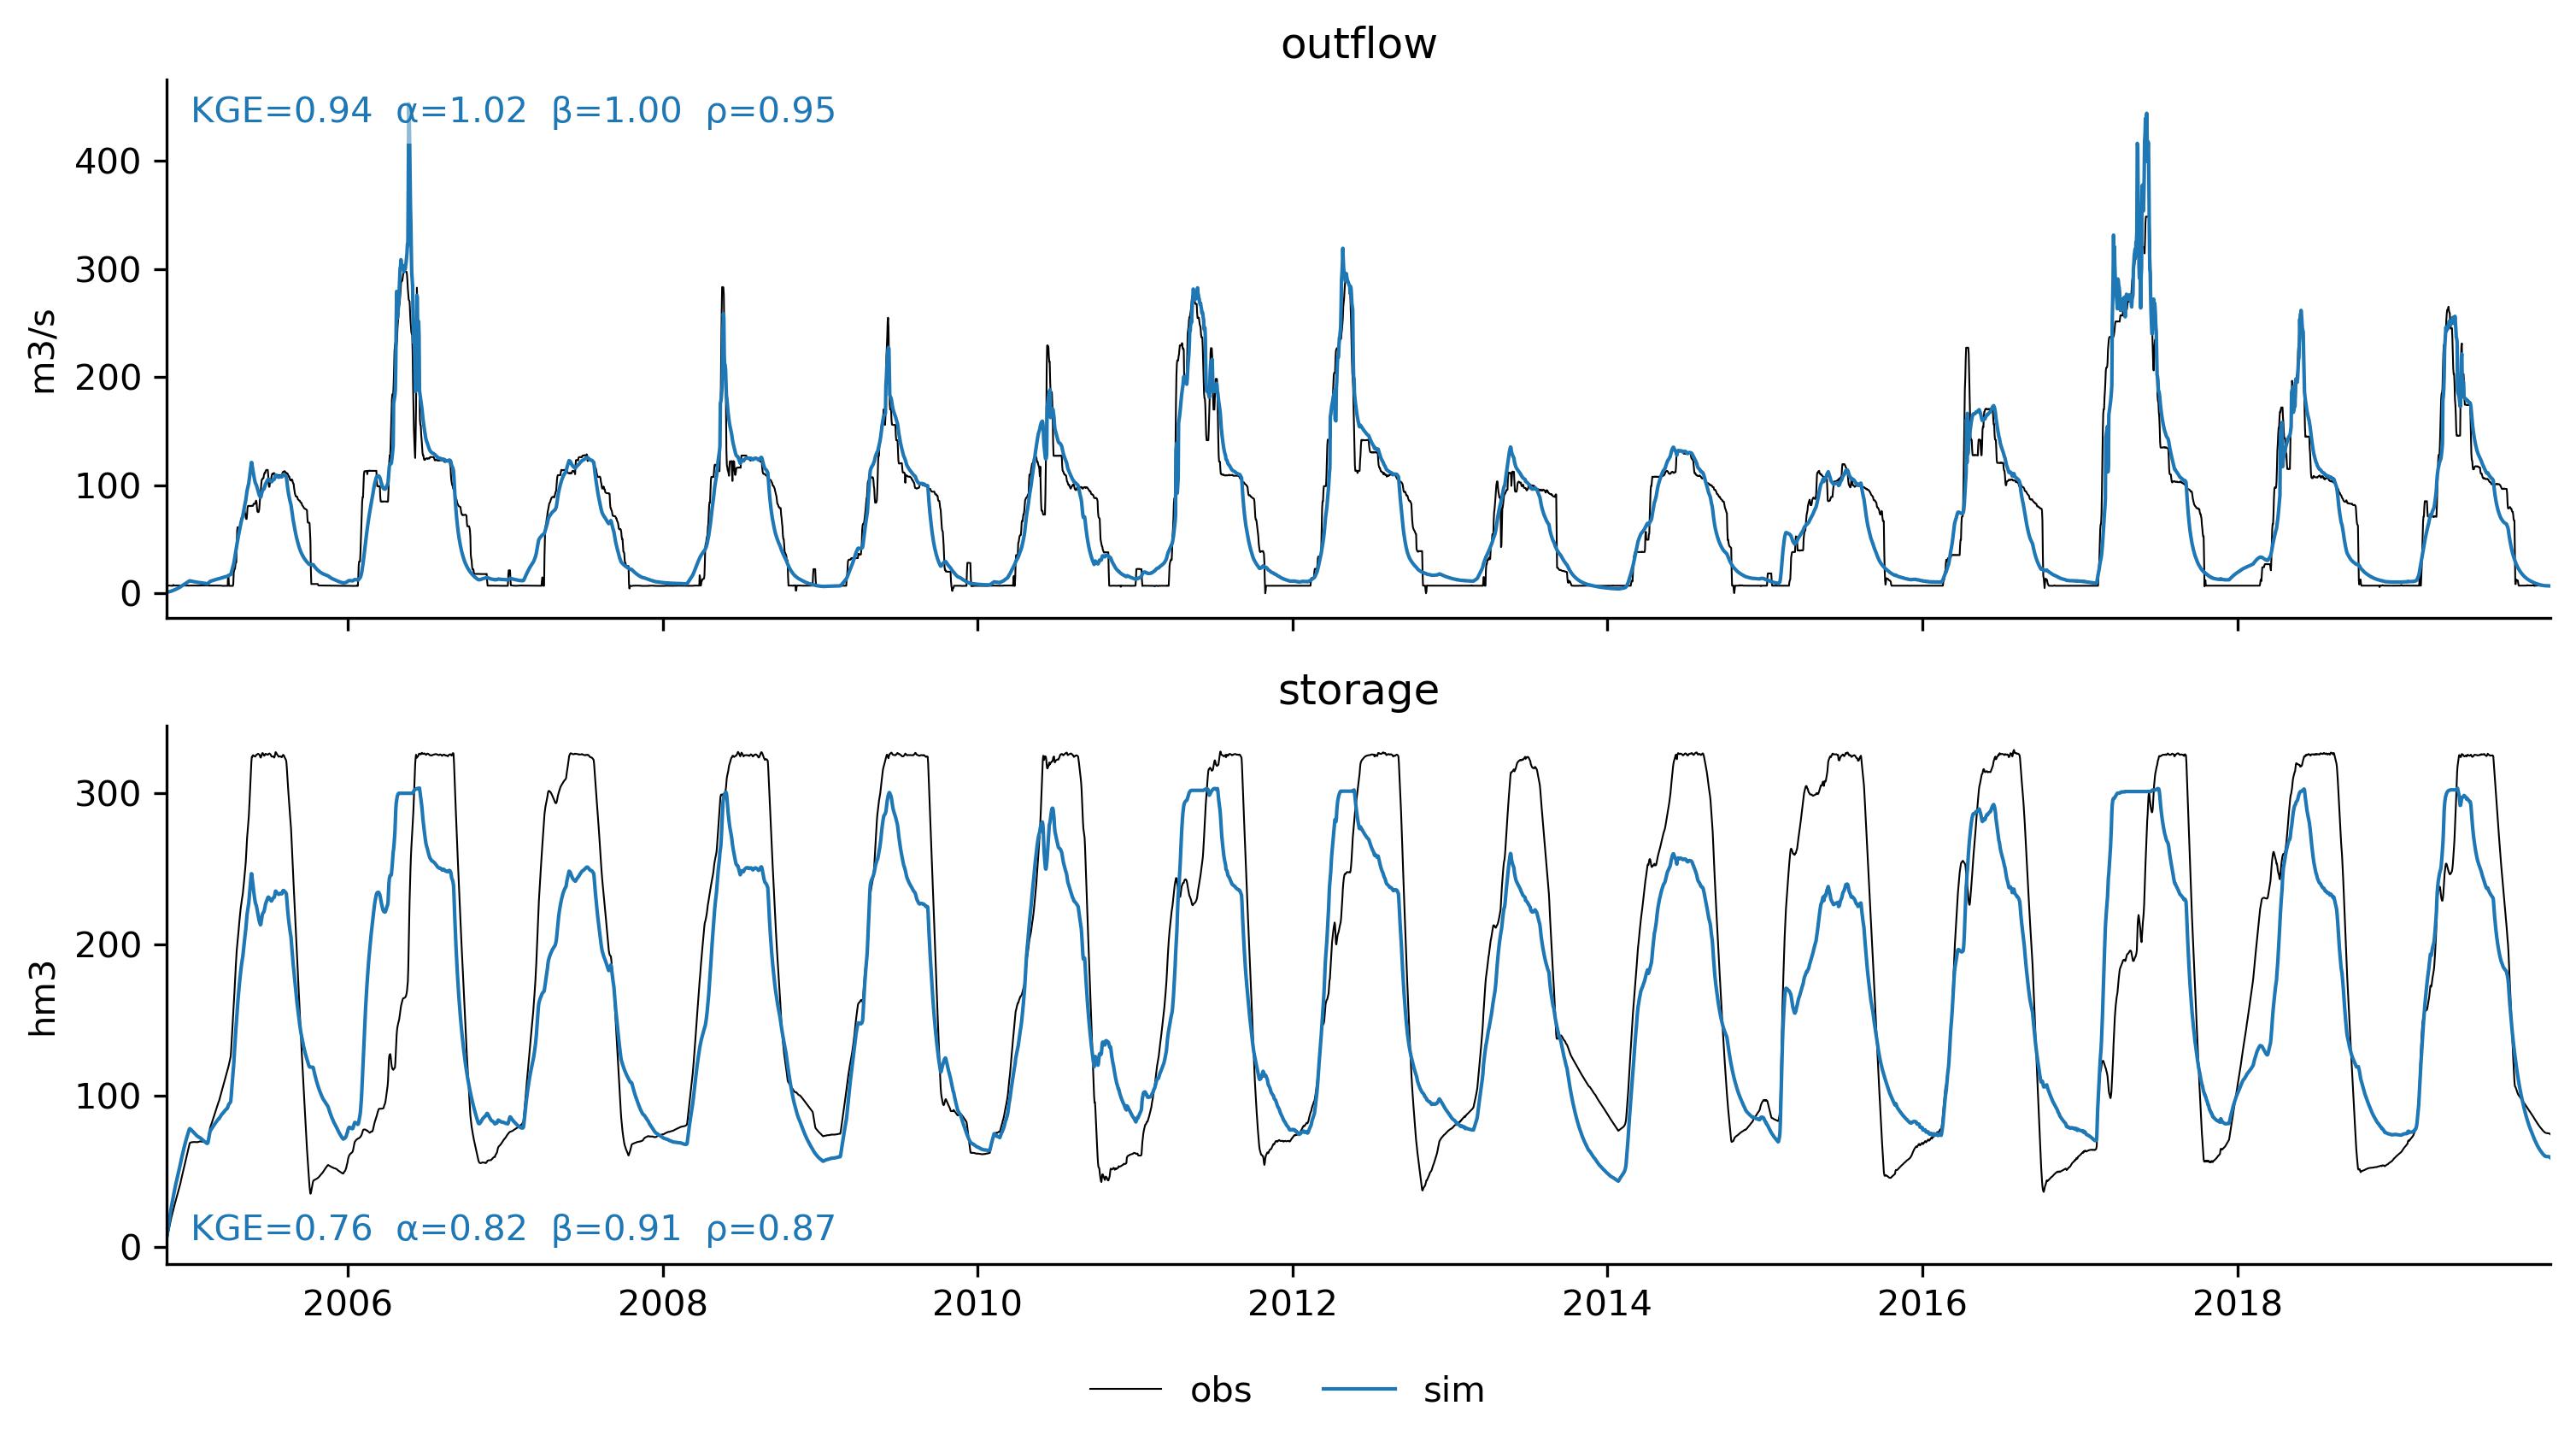 outflow
KGE=0.94 α=1.02 β=1.00 ρ=0.95
400
300
200
100
0
m3/s
storage
300
200
100
0
hm3
KGE=0.76 α=0.82 β=0.91 ρ=0.87
2006 2008 2010 2012 2014 2016 2018
obs sim